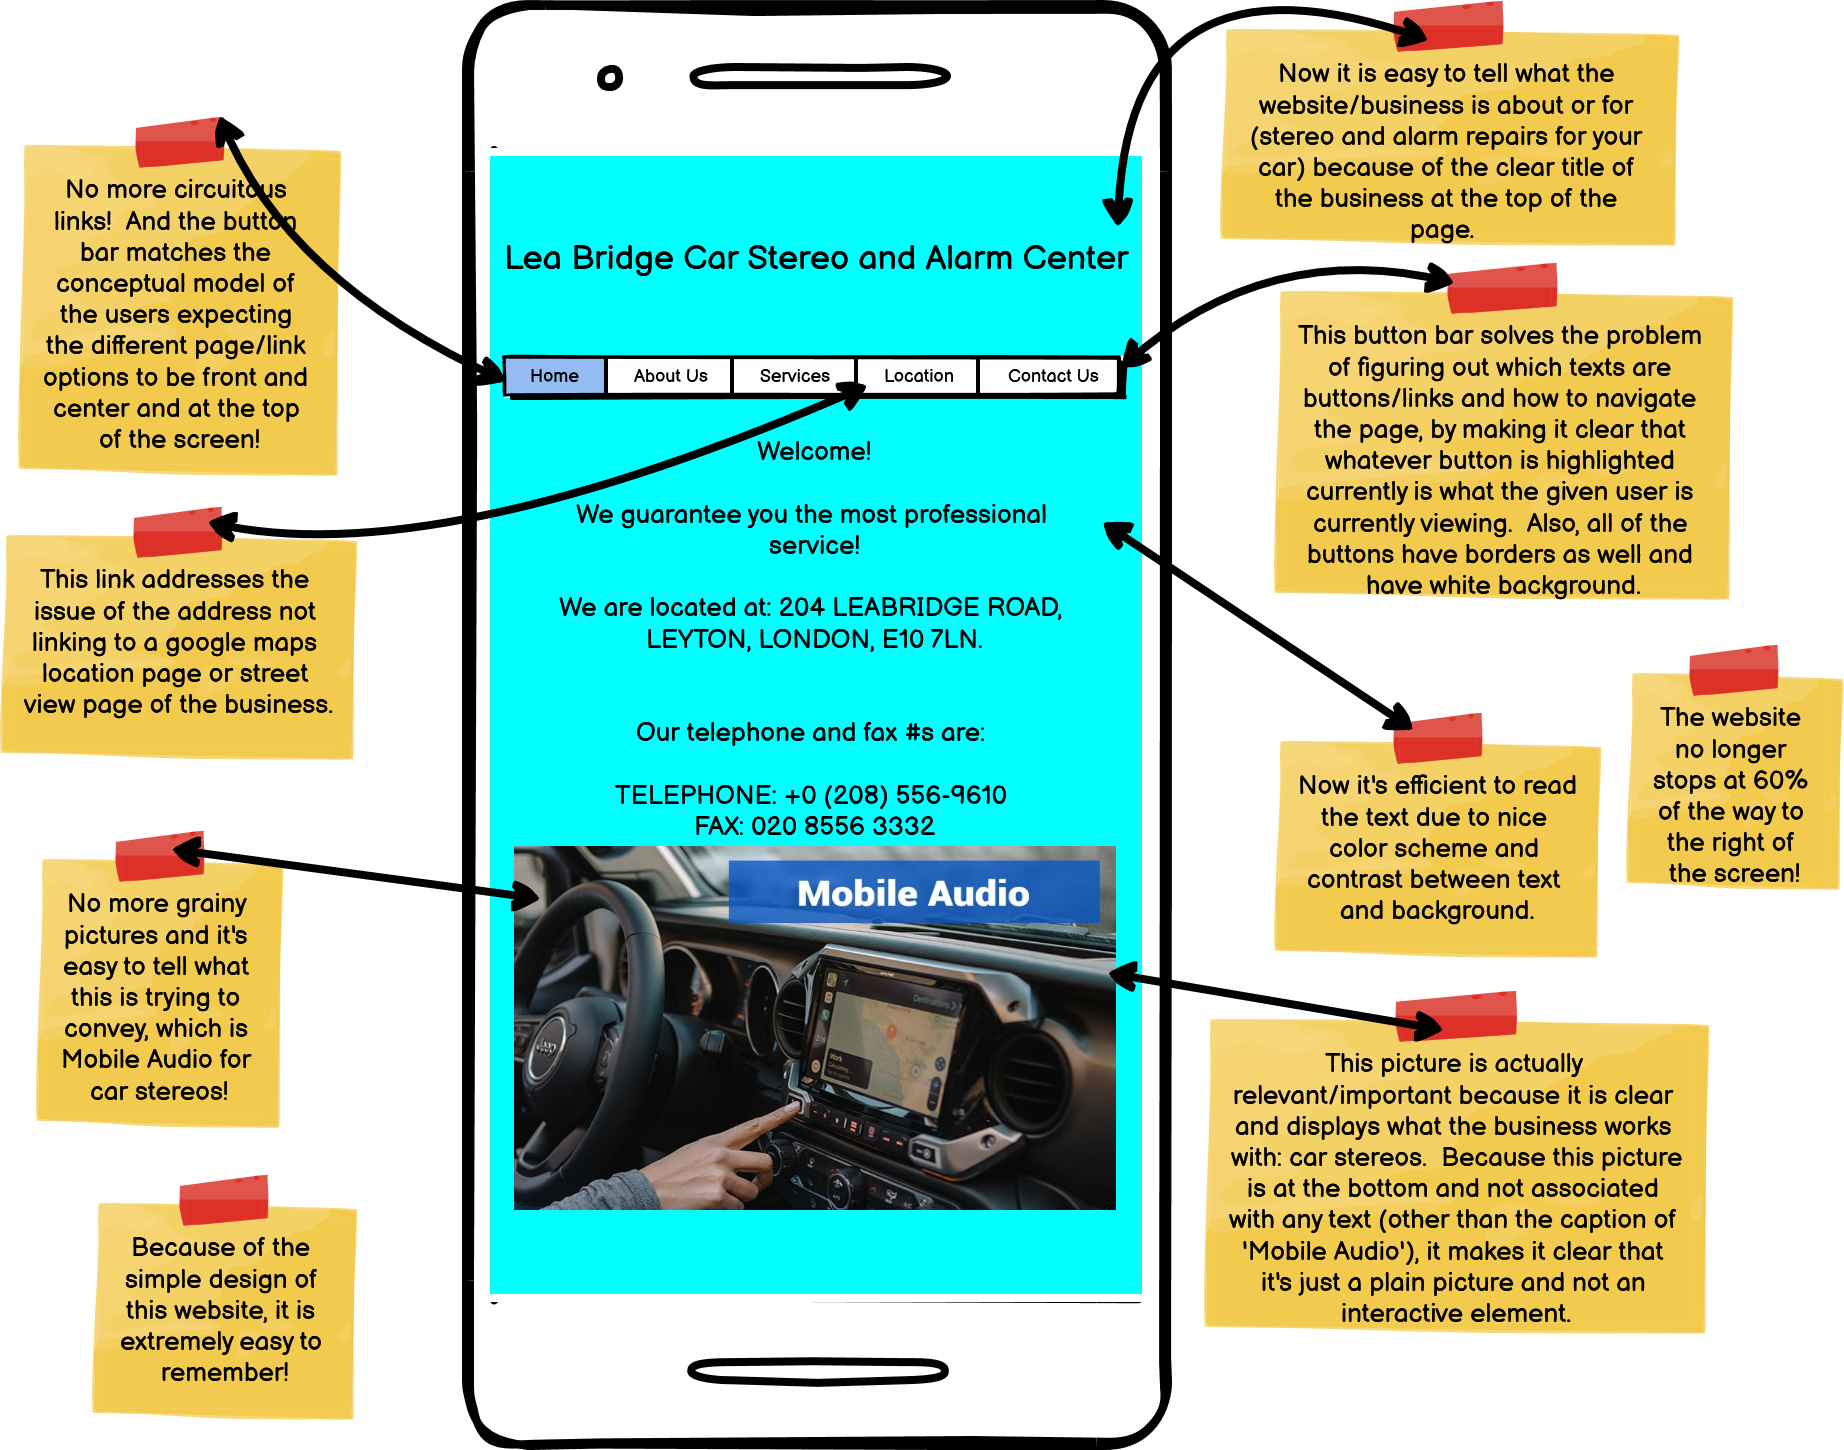 Now it is easy to tell what the
website/business is about or for
(stereo and alarm repairs for your
car) because of the clear title of
the business at the top of the
page.
No more circuitous
links!  And the button
bar matches the
conceptual model of
the users expecting
the different page/link
options to be front and
center and at the top
of the screen!
Lea Bridge Car Stereo and Alarm Center
Home About Us Services Location Contact Us
This button bar solves the problem
of figuring out which texts are
buttons/links and how to navigate
the page, by making it clear that
whatever button is highlighted
currently is what the given user is
currently viewing.  Also, all of the
buttons have borders as well and
have white background.
Welcome!
We guarantee you the most professional
service!
We are located at: 204 LEABRIDGE ROAD,
LEYTON, LONDON, E10 7LN.
Our telephone and fax #s are:
TELEPHONE: +0 (208) 556-9610
FAX: 020 8556 3332
This link addresses the
issue of the address not
linking to a google maps
location page or street
view page of the business.
The website
no longer
stops at 60%
of the way to
the right of
the screen!
Now it's efficient to read
the text due to nice
color scheme and
contrast between text
and background.
Mobile Audio
Destinations
Work
Jeep
No more grainy
pictures and it's
easy to tell what
this is trying to
convey, which is
Mobile Audio for
car stereos!
This picture is actually
relevant/important because it is clear
and displays what the business works
with: car stereos.  Because this picture
is at the bottom and not associated
with any text (other than the caption of
'Mobile Audio'), it makes it clear that
it's just a plain picture and not an
interactive element.
Because of the
simple design of
this website, it is
extremely easy to
remember!